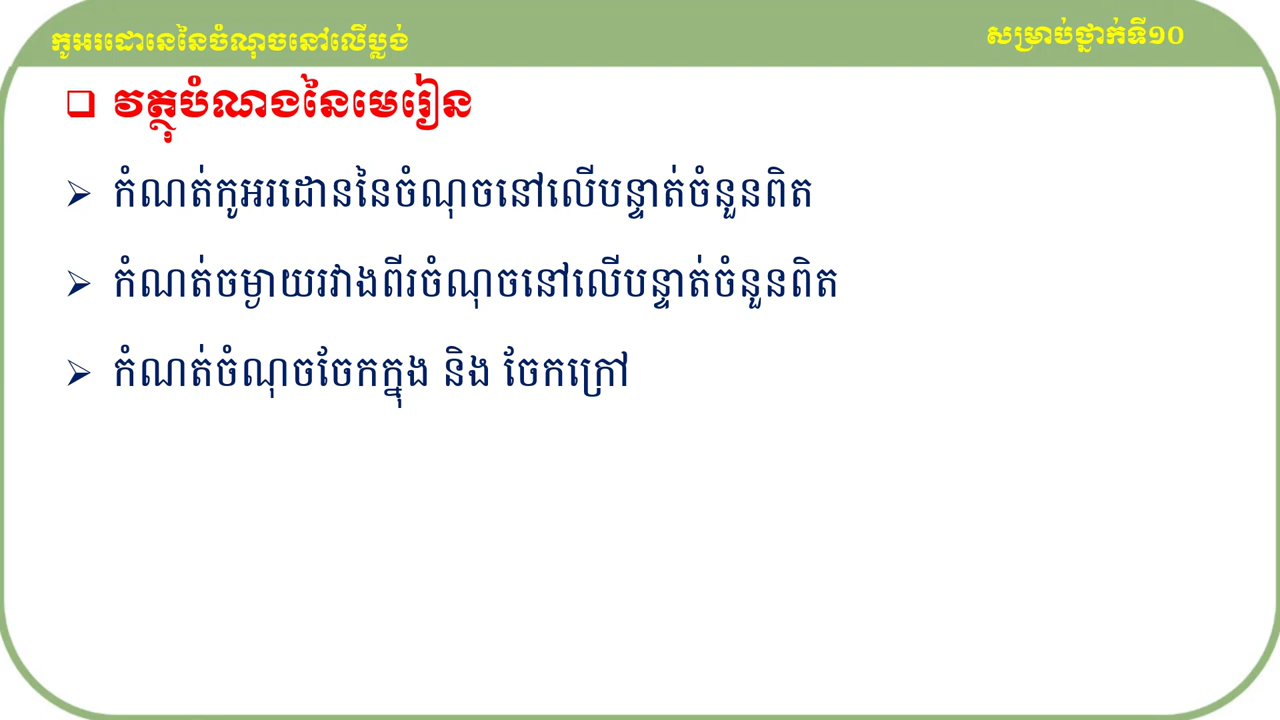 កូអរដោនេនៃចំណុចនៅលើប្លង់
សម្រាប់ថ្នាក់ទី១០
វត្ថុបំណងនៃមេរៀន
កំណត់កូអរដោននៃចំណុចនៅលើបន្ទាត់ចំនួនពិត
កំណត់ចម្ងាយរវាងពីរចំណុចនៅលើបន្ទាត់ចំនួនពិត
កំណត់ចំណុចចែកក្នុង និង ចែកក្រៅ